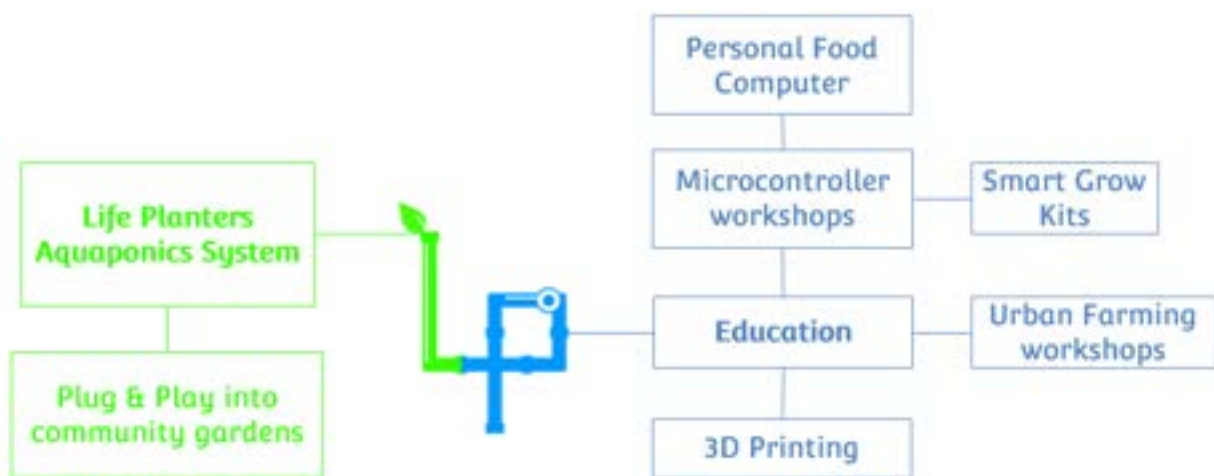 Personal Food
Computer
Life Planters
Aquaponics System
Microcontroller
workshops
Smart Grow
Kits
Education
Urban Farming
workshops
Plug & Play into
community gardens
3D Printing